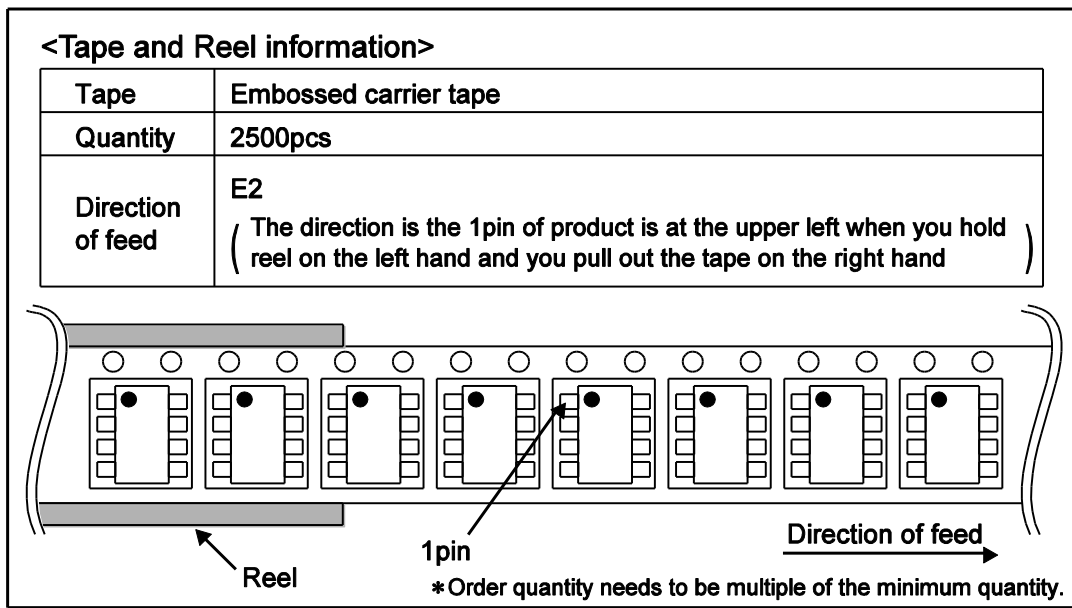 <Tape and Reel information>
Tape Embossed carrier tape
Quantity 2500pcs
Direction of feed E2
( The direction is the 1pin of product is at the upper left when you hold
reel on the left hand and you pull out the tape on the right hand )
1pin
Direction of feed
Reel
*Order quantity needs to be multiple of the minimum quantity.